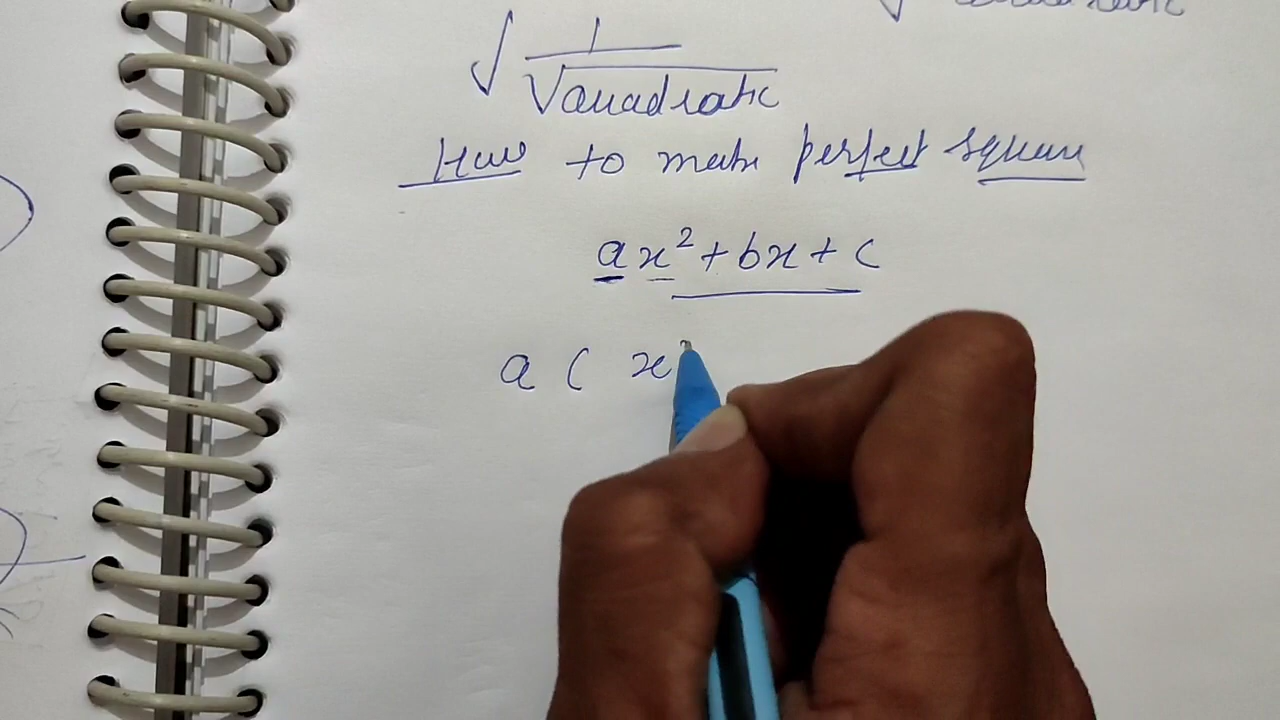 ∫ 1/√Quadratic
How to make perfect square
ax² + bx + c
a ( x